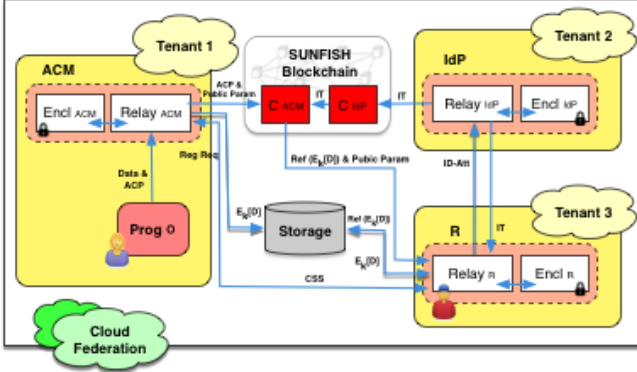 Tenant 1
ACM
Encl ACM
Relay ACM
Data &
ACP
Prog O
ACP &
Public Param
Reg Req
SUNFISH
Blockchain
C ACM
IT
C IdP
IT
Tenant 2
IdP
Relay IdP
Encl IdP
Ref (Ek[D]) & Pubic Param
ID-Att
IT
Ek[D]
Storage
Ref (Ek[D])
Ek[D]
CSS
Tenant 3
R
Relay R
Encl R
Cloud
Federation